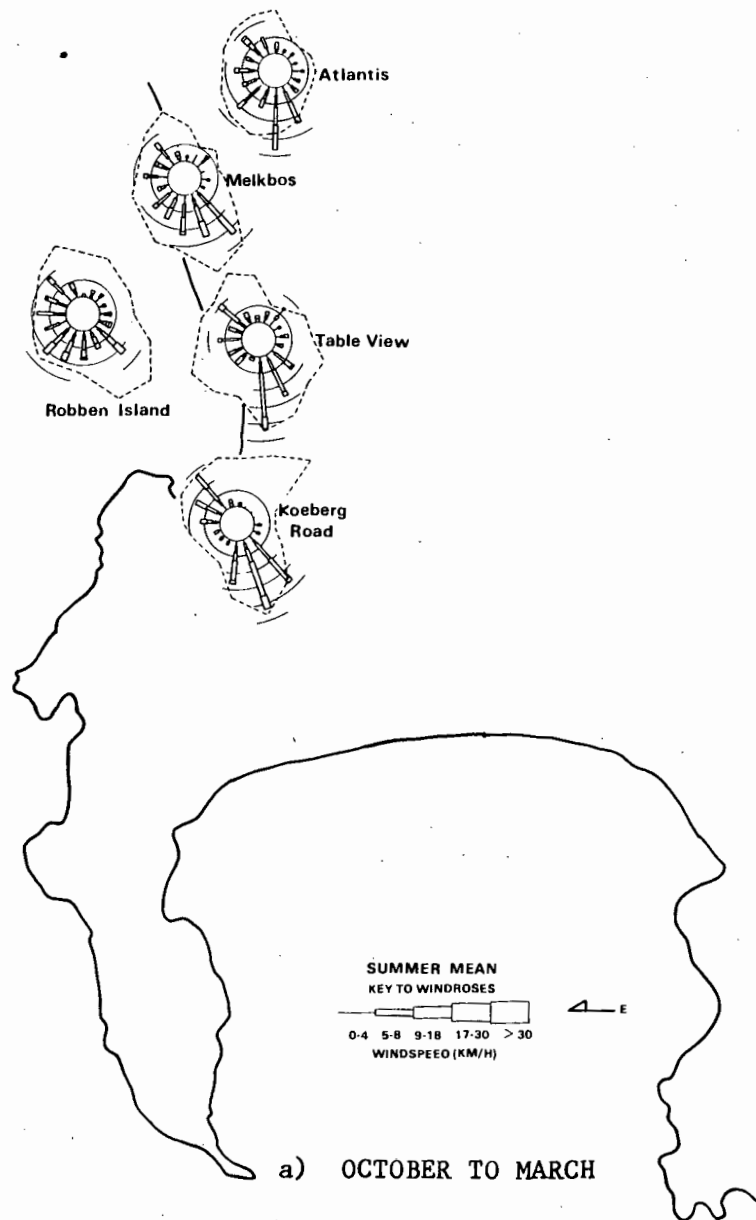 Atlantis
Melkbos
Table View
Robben Island
Koeberg
Road
SUMMER MEAN
KEY TO WINDROSES
E
0-4 5-8 9-18 17-30 > 30
WINDSPEED (KM/H)
a) OCTOBER TO MARCH